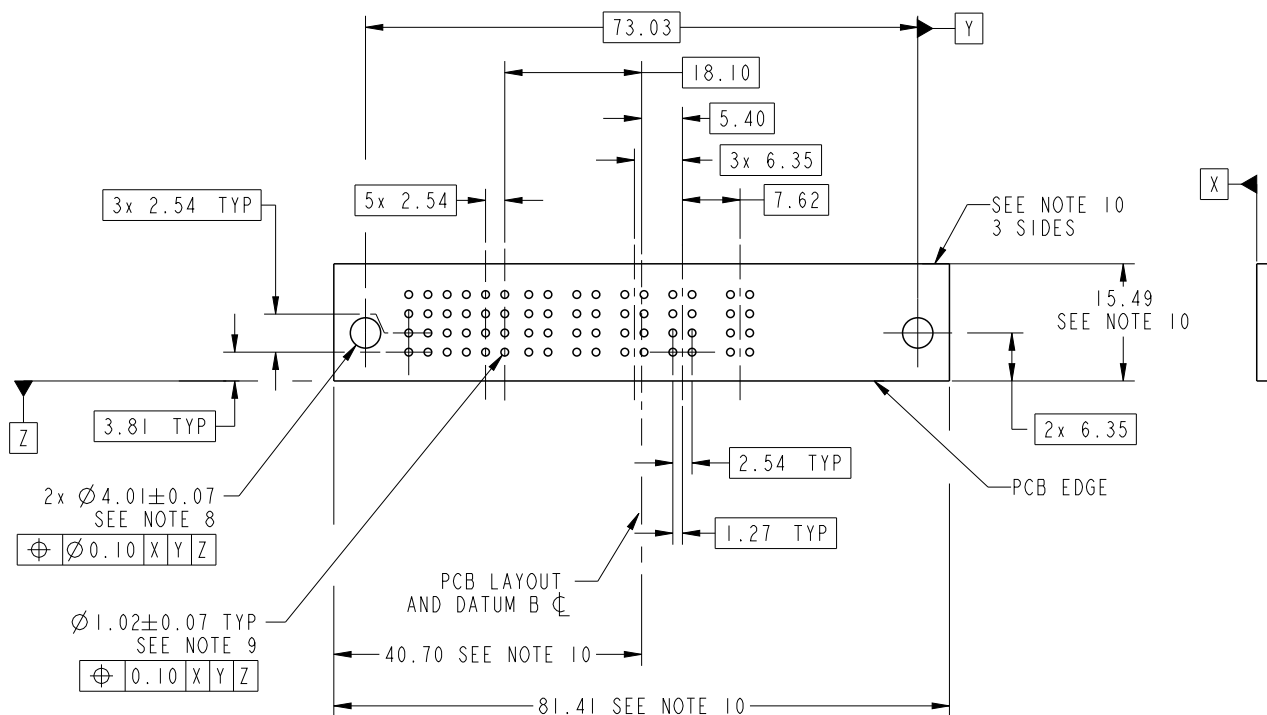 73.03
Y
18.10
5.40
3x 6.35
X
3x 2.54 TYP
5x 2.54
7.62
SEE NOTE 10
3 SIDES
15.49
SEE NOTE 10
Z
3.81 TYP
2x 6.35
2.54 TYP
2x Ø4.01±0.07
SEE NOTE 8
⌖ Ø0.10 X Y Z
PCB EDGE
1.27 TYP
PCB LAYOUT
AND DATUM B ℄
Ø1.02±0.07 TYP
SEE NOTE 9
⌖ 0.10 X Y Z
40.70 SEE NOTE 10
81.41 SEE NOTE 10